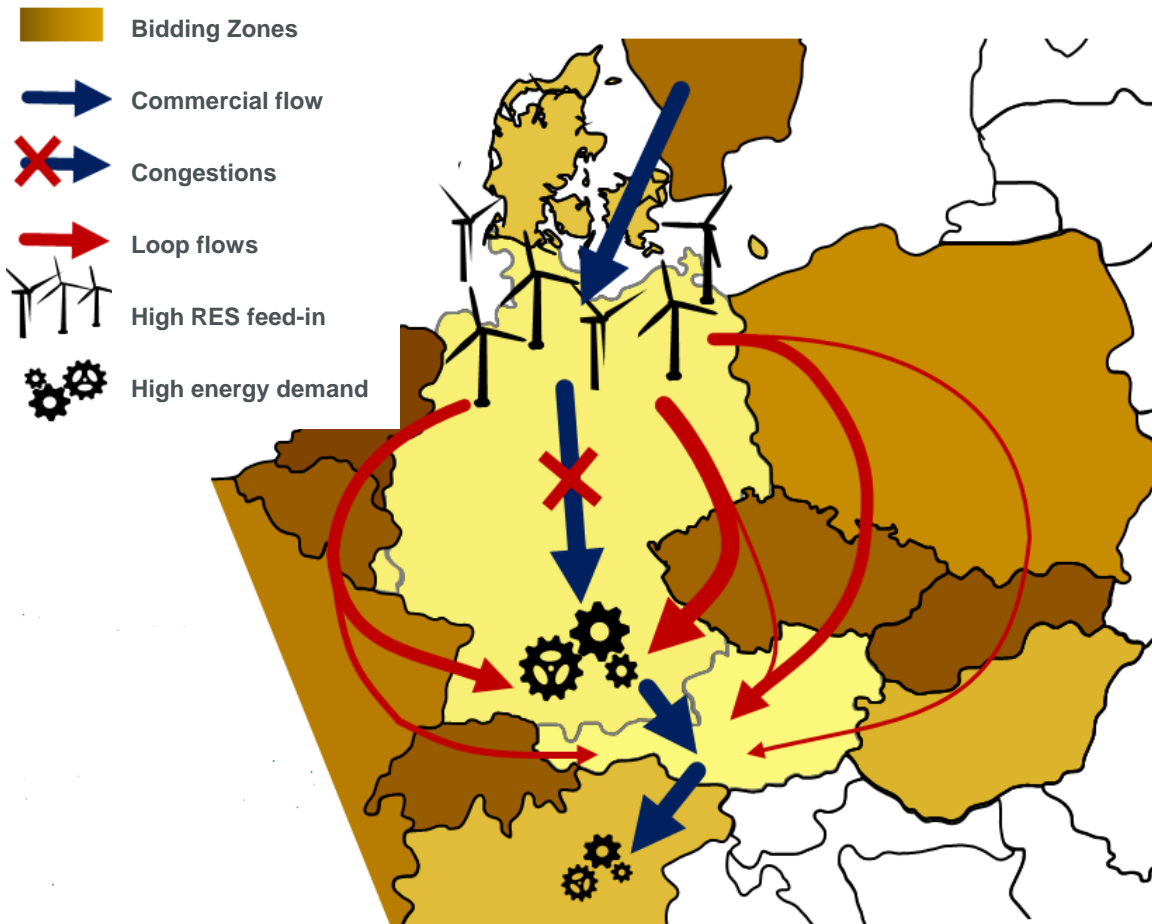 Bidding Zones
Commercial flow
Congestions
Loop flows
High RES feed-in
High energy demand